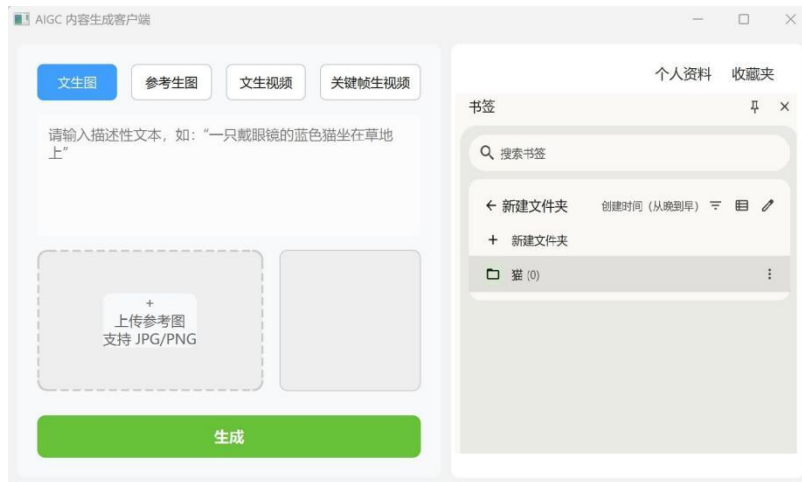 AIGC 内容生成客户端
文生图
参考生图
文生视频
关键帧生视频
请输入描述性文本，如：“一只戴眼镜的蓝色猫坐在草地
上”
+
上传参考图
支持 JPG/PNG
生成
个人资料 收藏夹
书签
搜索书签
新建文件夹 创建时间（从晚到早）
+ 新建文件夹
猫 (0)